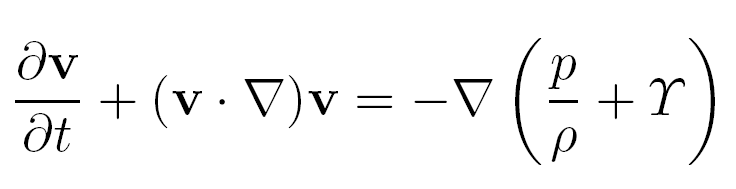 ∂𝐯/∂t + (𝐯 · ∇)𝐯 = −∇(p/ρ + ϒ)